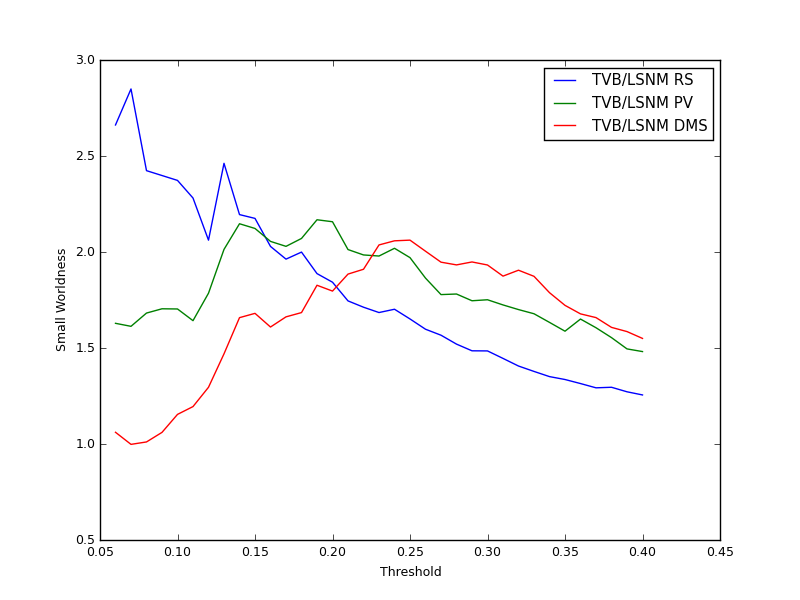 3.0
2.5
2.0
1.5
1.0
0.5
Small Worldness
TVB/LSNM RS
TVB/LSNM PV
TVB/LSNM DMS
0.05 0.10 0.15 0.20 0.25 0.30 0.35 0.40 0.45
Threshold